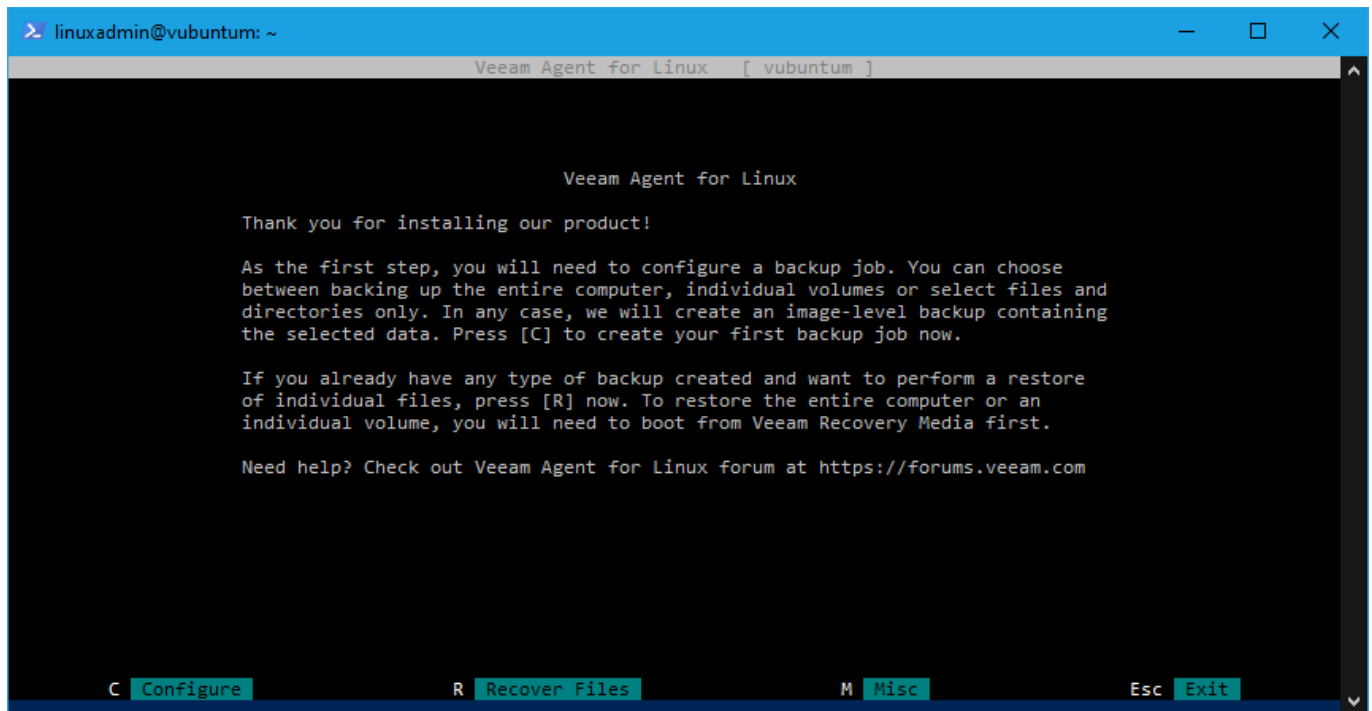 linuxadmin@vubuntum: ~
Veeam Agent for Linux [ vubuntum ]
Veeam Agent for Linux
Thank you for installing our product!
As the first step, you will need to configure a backup job. You can choose
between backing up the entire computer, individual volumes or select files and
directories only. In any case, we will create an image-level backup containing
the selected data. Press [C] to create your first backup job now.
If you already have any type of backup created and want to perform a restore
of individual files, press [R] now. To restore the entire computer or an
individual volume, you will need to boot from Veeam Recovery Media first.
Need help? Check out Veeam Agent for Linux forum at https://forums.veeam.com
C Configure R Recover Files M Misc Esc Exit